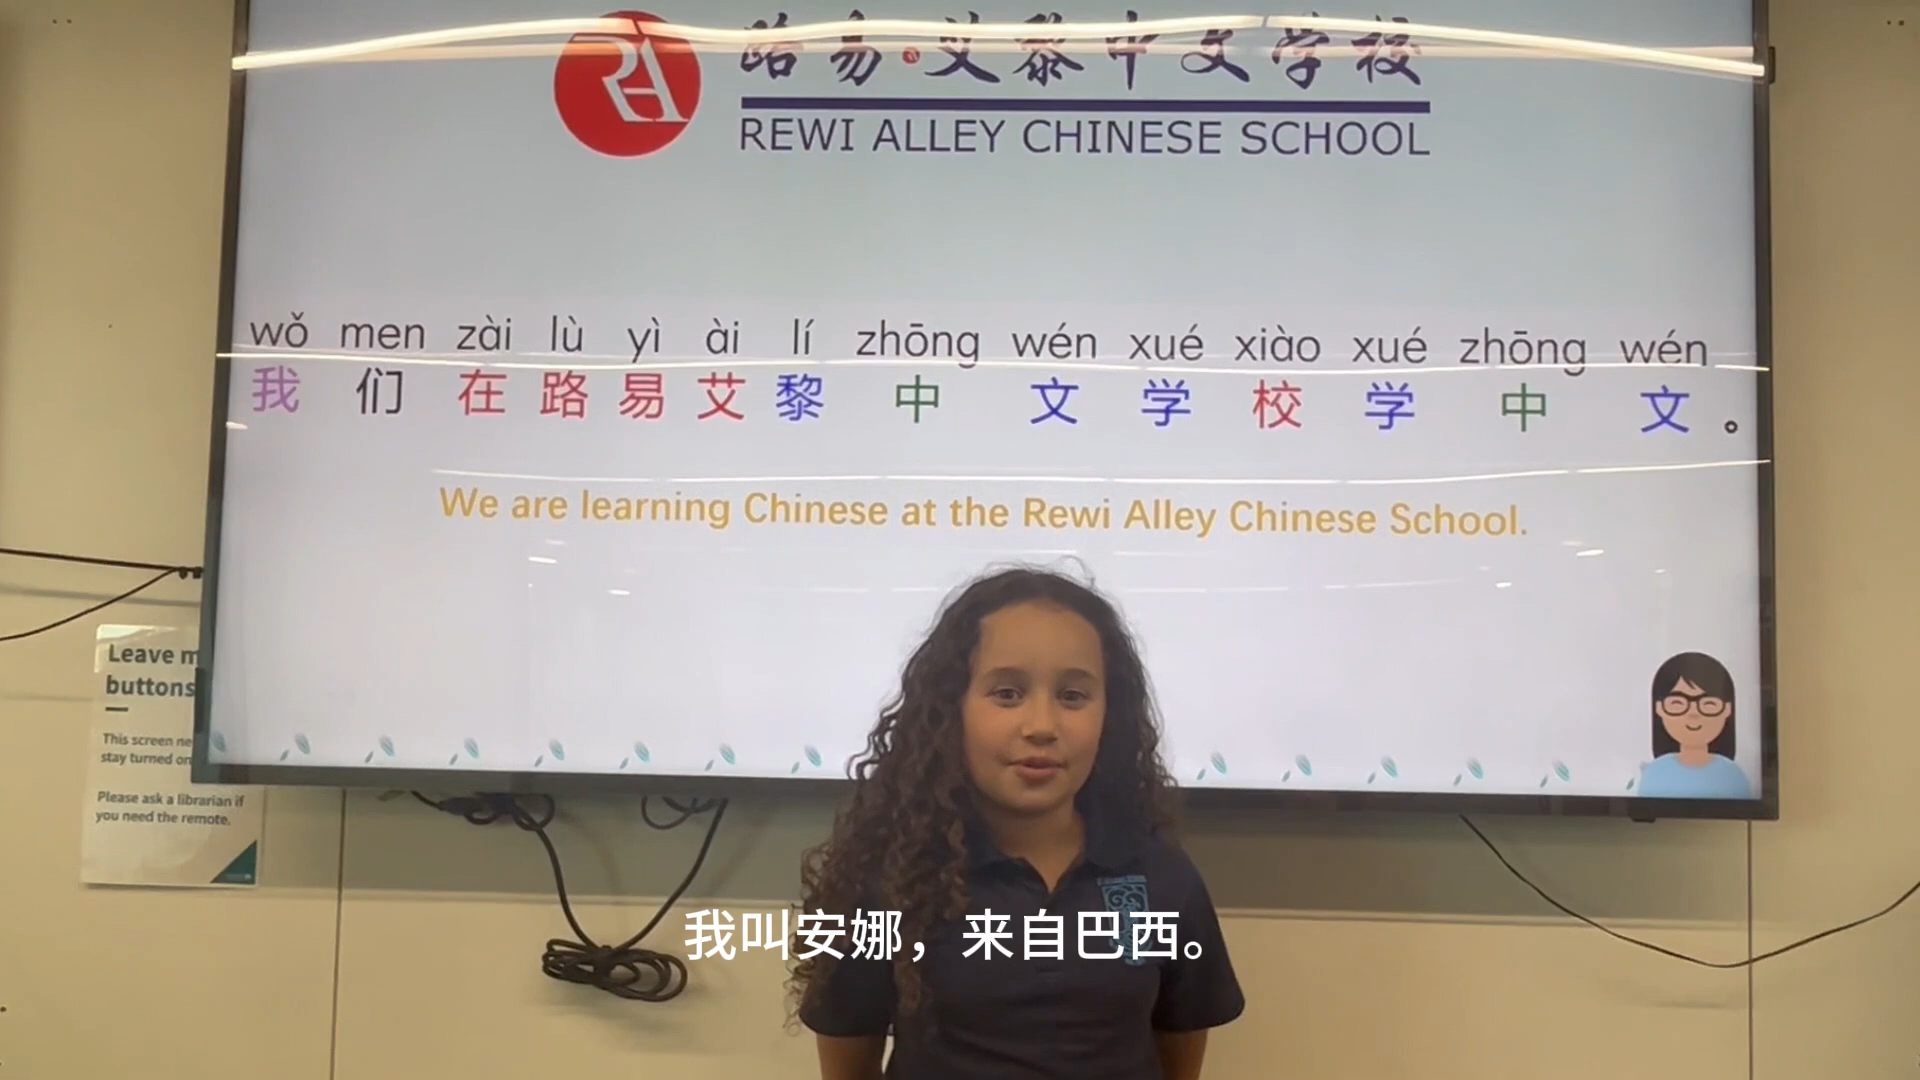 路易·艾黎中文学校
REWI ALLEY CHINESE SCHOOL
wǒ men zài lù yì ài lí zhōng wén xué xiào xué zhōng wén
我们在路易艾黎中文学校学中文。
We are learning Chinese at the Rewi Alley Chinese School.
Leave m
buttons
This screen ne
stay turned on
Please ask a librarian if
you need the remote.
我叫安娜，来自巴西。